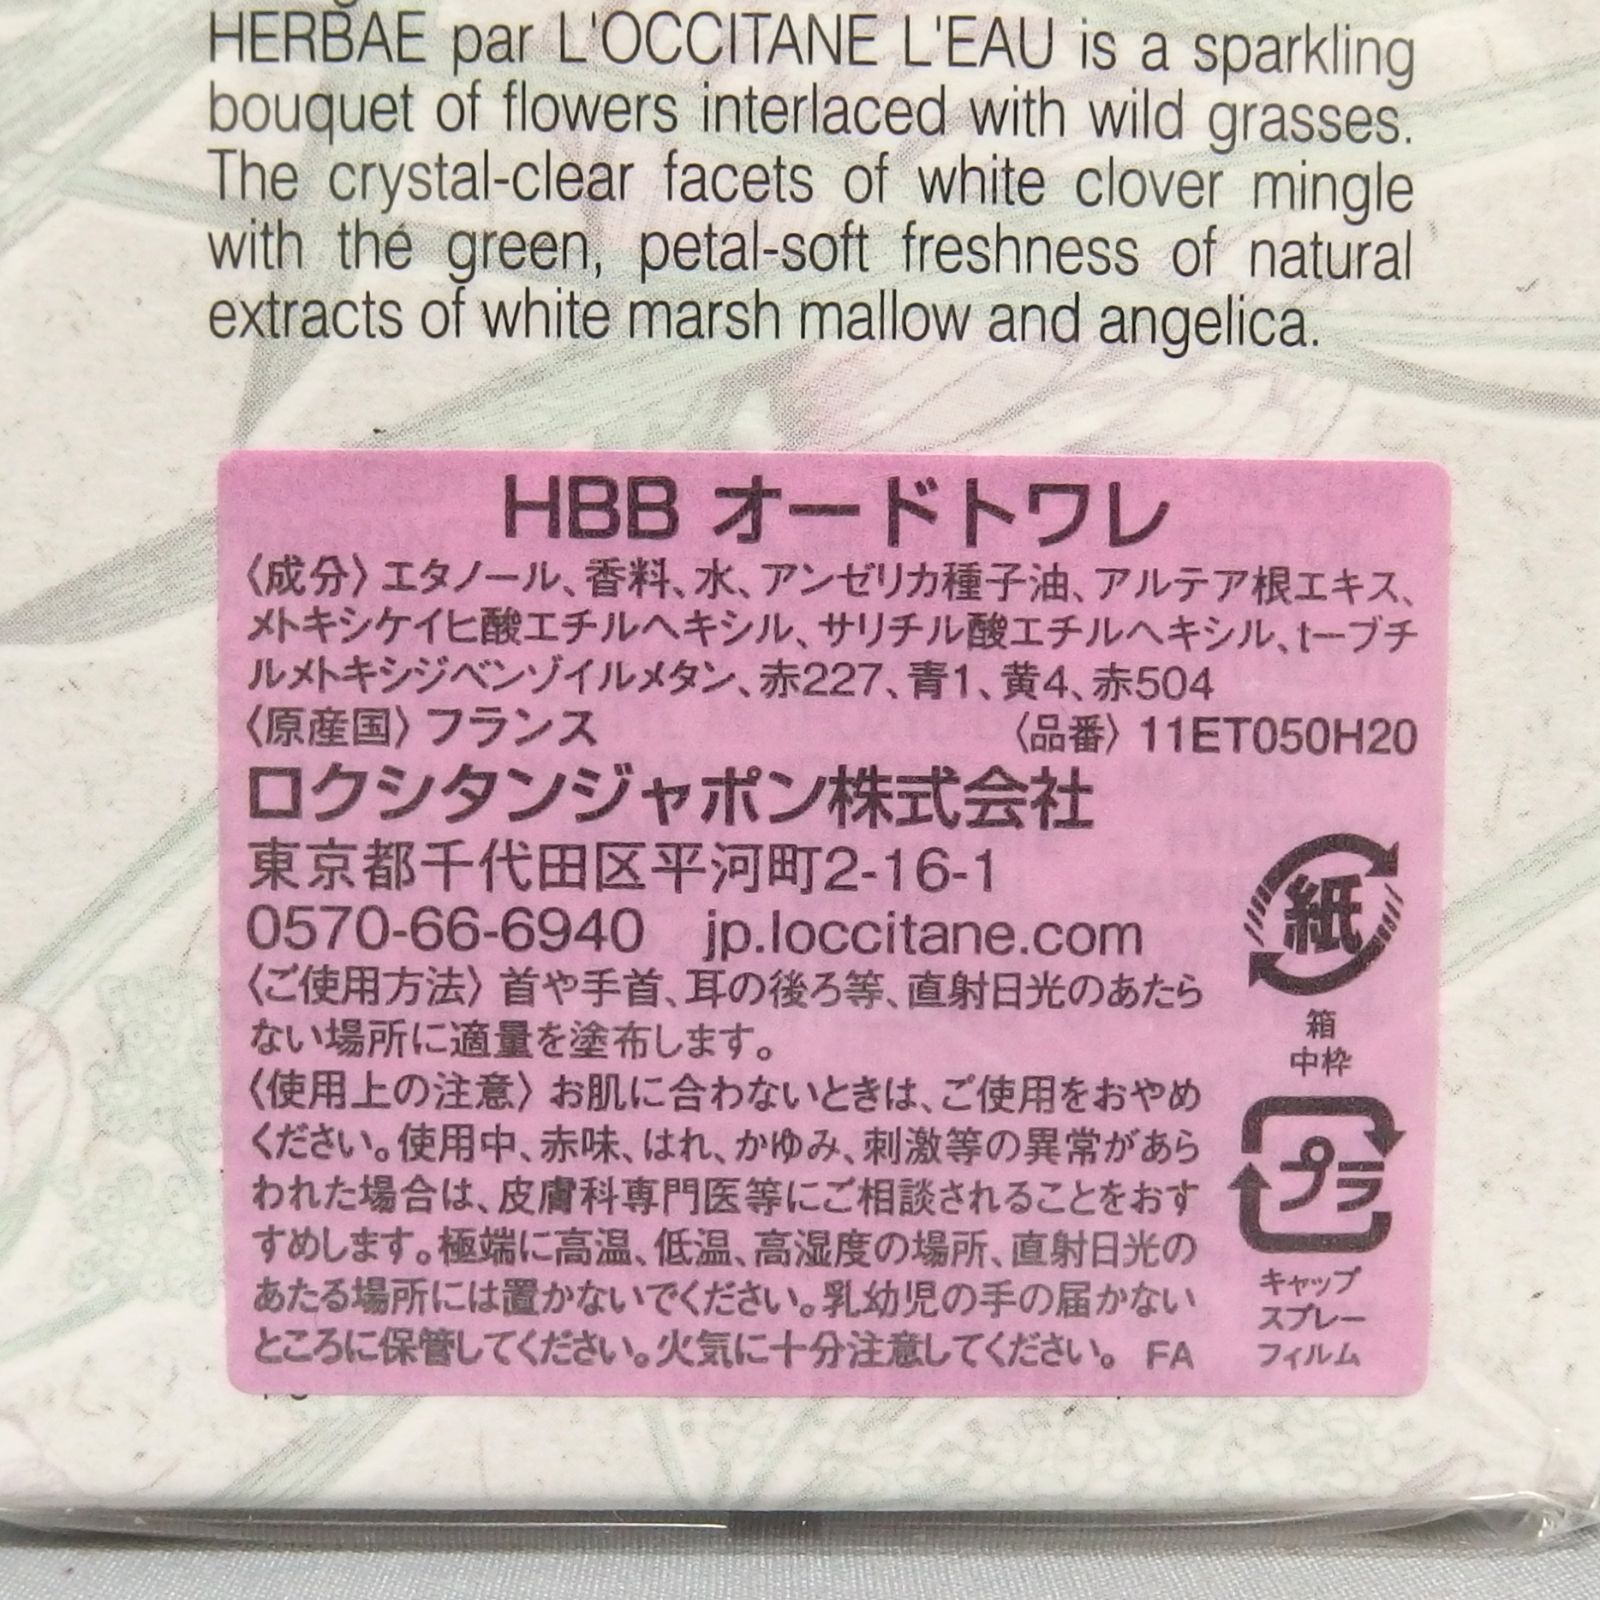 HERBAE par L'OCCITANE L'EAU is a sparkling
bouquet of flowers interlaced with wild grasses.
The crystal-clear facets of white clover mingle
with the green, petal-soft freshness of natural
extracts of white marsh mallow and angelica.
HBB オードトワレ
〈成分〉エタノール、香料、水、アンゼリカ種子油、アルテア根エキス、
メトキシケイヒ酸エチルヘキシル、サリチル酸エチルヘキシル、t-ブチ
ルメトキシジベンゾイルメタン、赤227、青1、黄4、赤504
〈原産国〉フランス 〈品番〉11ET050H20
ロクシタンジャポン株式会社
東京都千代田区平河町2-16-1
0570-66-6940 jp.loccitane.com
〈ご使用方法〉首や手首、耳の後ろ等、直射日光のあたら
ない場所に適量を塗布します。
〈使用上の注意〉お肌に合わないときは、ご使用をおやめ
ください。使用中、赤味、はれ、かゆみ、刺激等の異常があら
われた場合は、皮膚科専門医等にご相談されることをおす
すめします。極端に高温、低温、高湿度の場所、直射日光の
あたる場所には置かないでください。乳幼児の手の届かない
ところに保管してください。火気に十分注意してください。 FA
紙
箱
中枠
プラ
キャップ
スプレー
フィルム